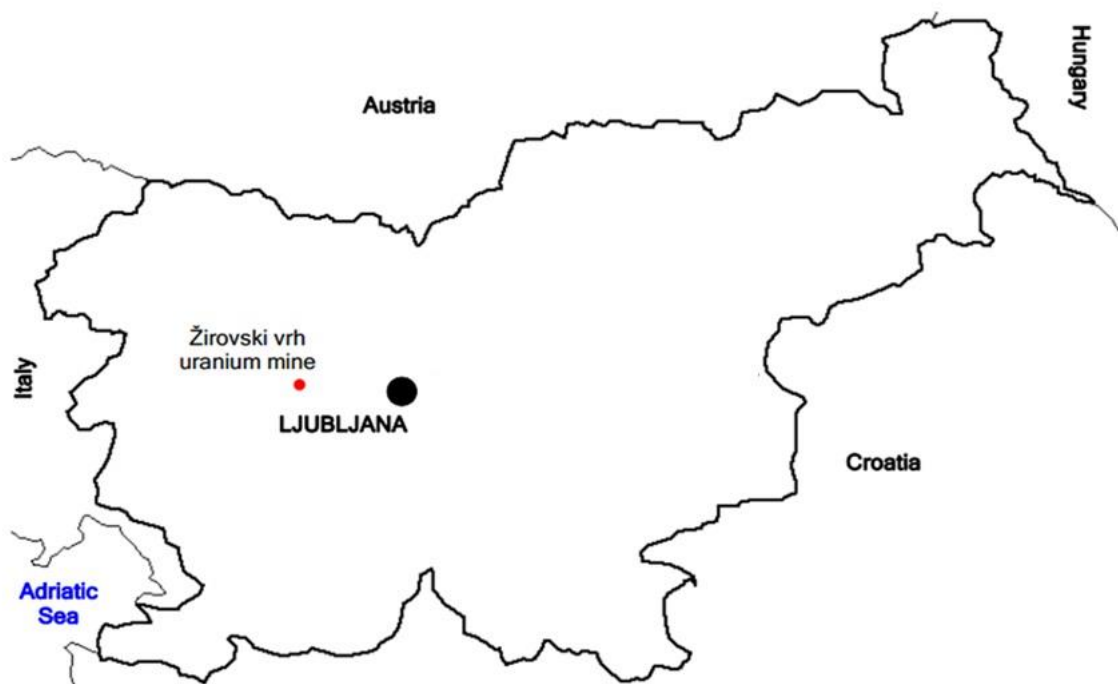 Hungary
Austria
Žirovski vrh
uranium mine
Italy
LJUBLJANA
Croatia
Adriatic
Sea